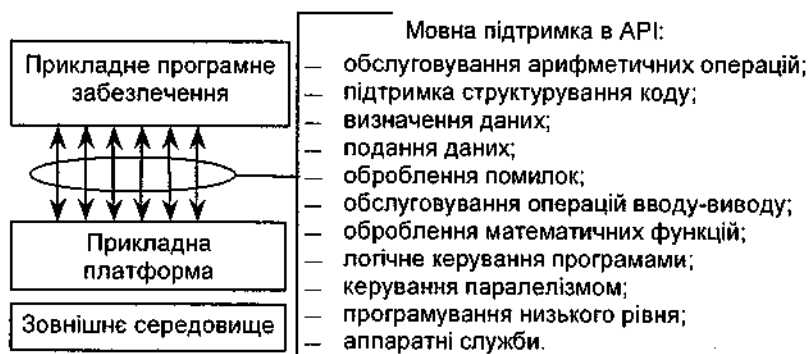 Прикладне програмне
забезпечення
Прикладна
платформа
Зовнішнє середовище
Мовна підтримка в API:
— обслуговування арифметичних операцій;
— підтримка структурування коду;
— визначення даних;
— подання даних;
— оброблення помилок;
— обслуговування операцій вводу-виводу;
— оброблення математичних функцій;
— логічне керування програмами;
— керування паралелізмом;
— програмування низького рівня;
— аппаратні служби.